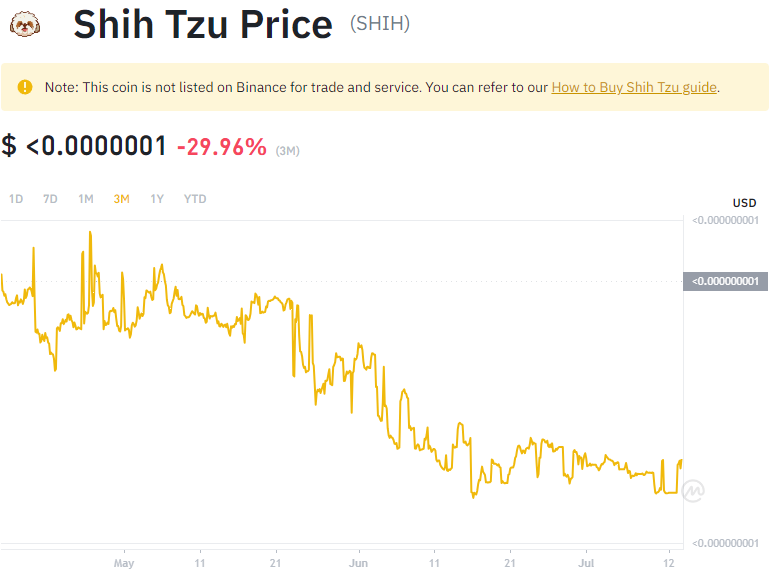 Shih Tzu Price (SHIH)
Note: This coin is not listed on Binance for trade and service. You can refer to our How to Buy Shih Tzu guide.
$ <0.0000001 -29.96% (3M)
1D 7D 1M 3M 1Y YTD
USD
<0.000000001
<0.000000001
<0.000000001
May 11 21 Jun 11 21 Jul 12